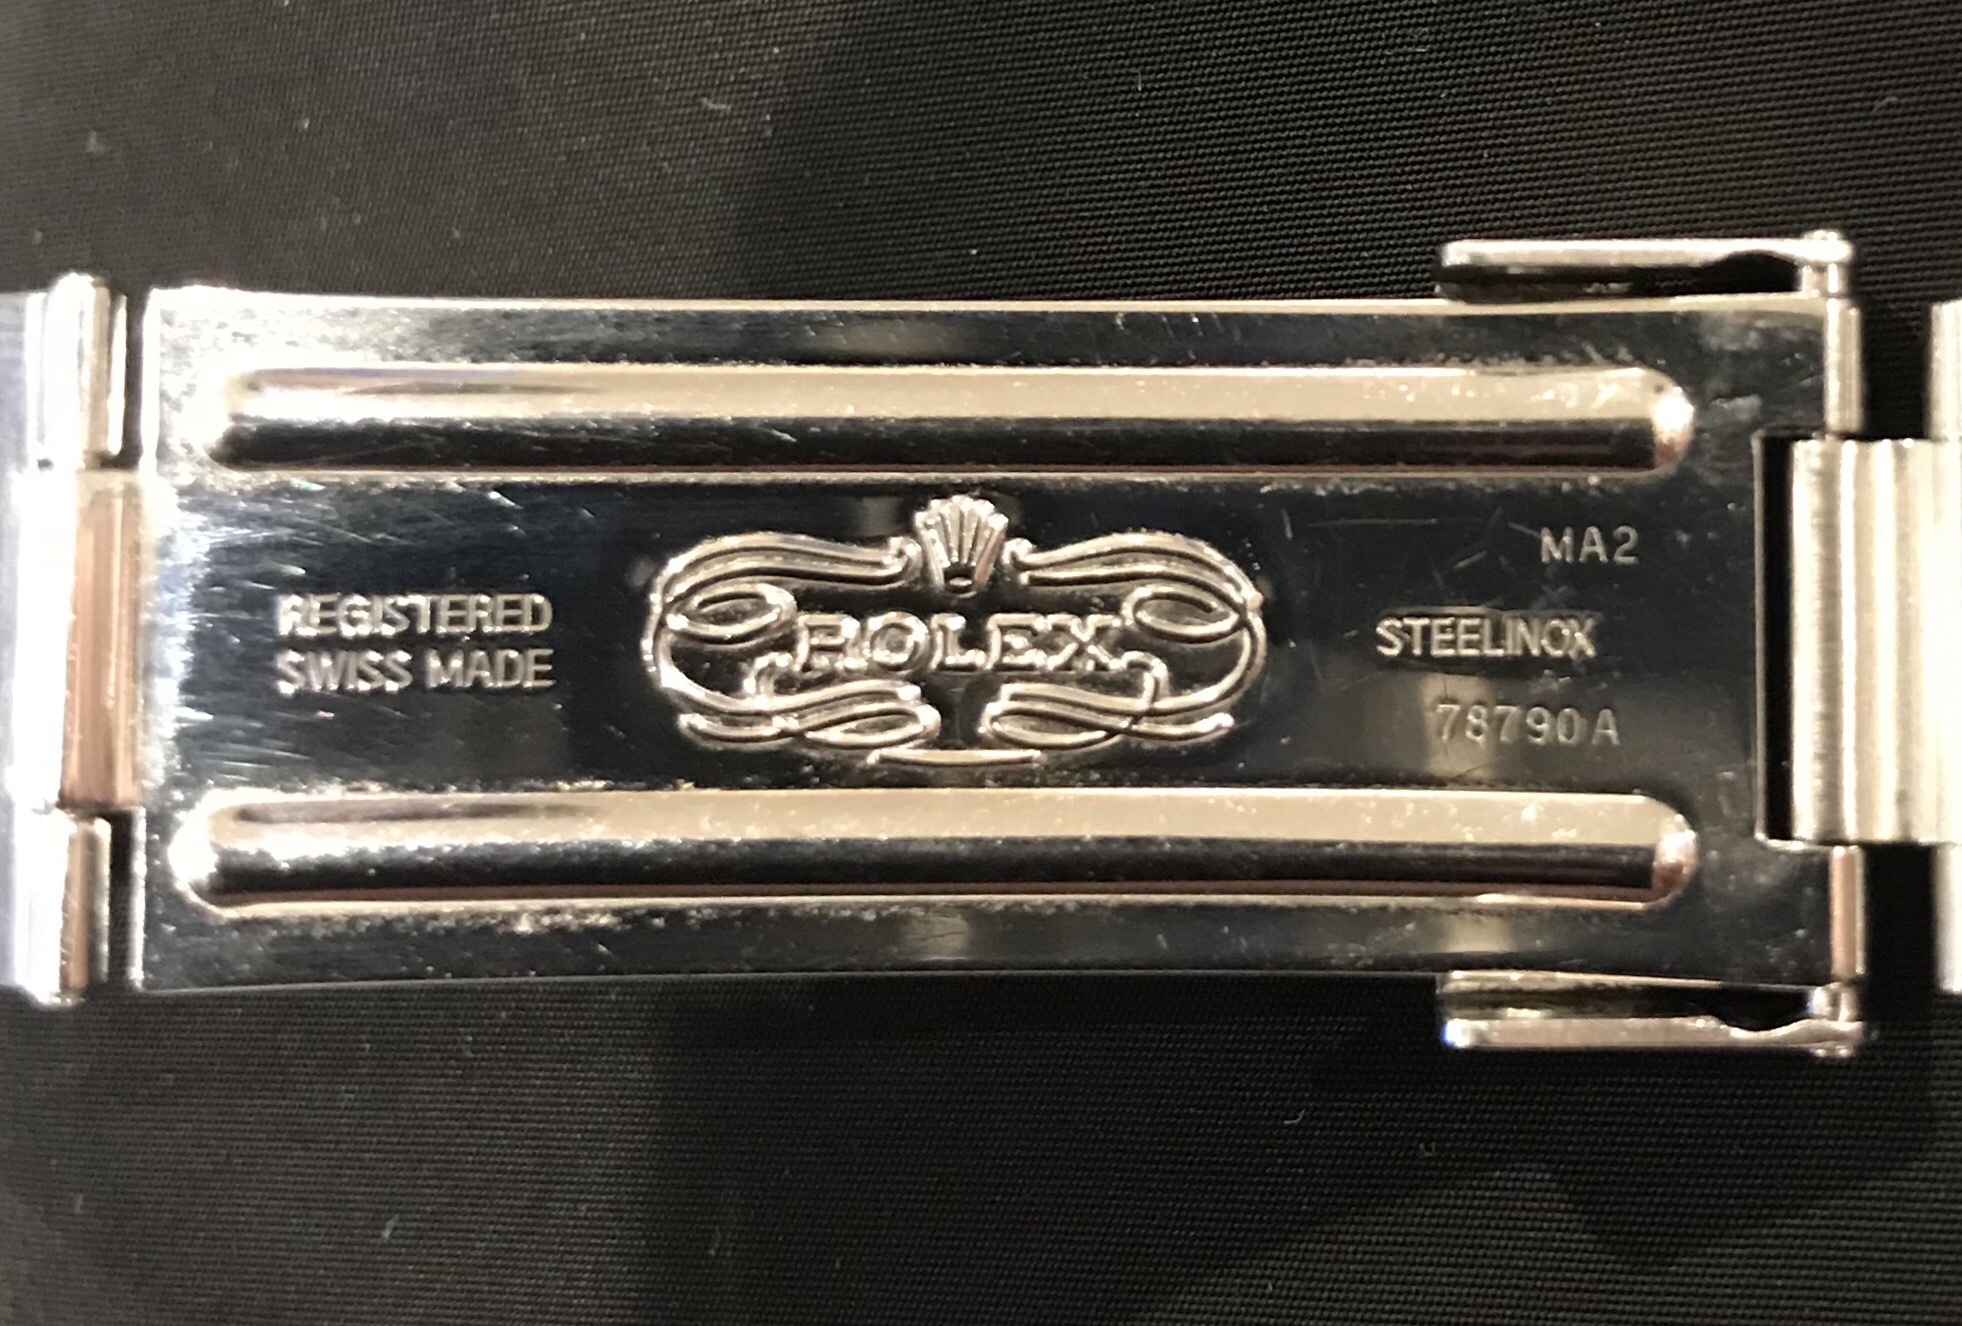 REGISTERED
SWISS MADE
ROLEX
MA2
STEELINOX
78790A